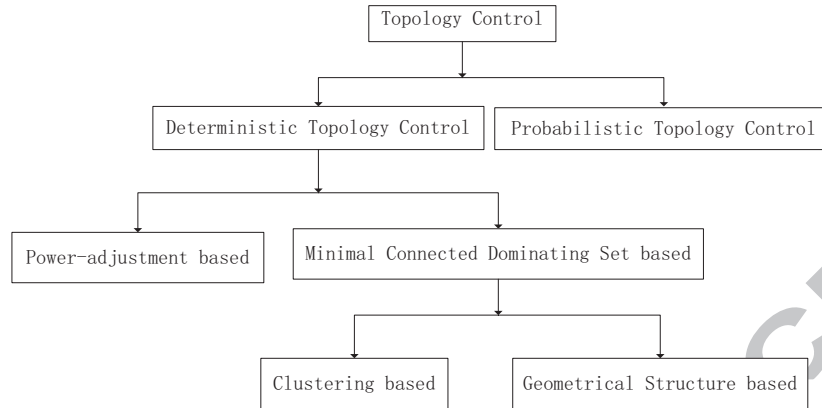 Topology Control
Deterministic Topology Control
Probabilistic Topology Control
Power-adjustment based
Minimal Connected Dominating Set based
Clustering based
Geometrical Structure based